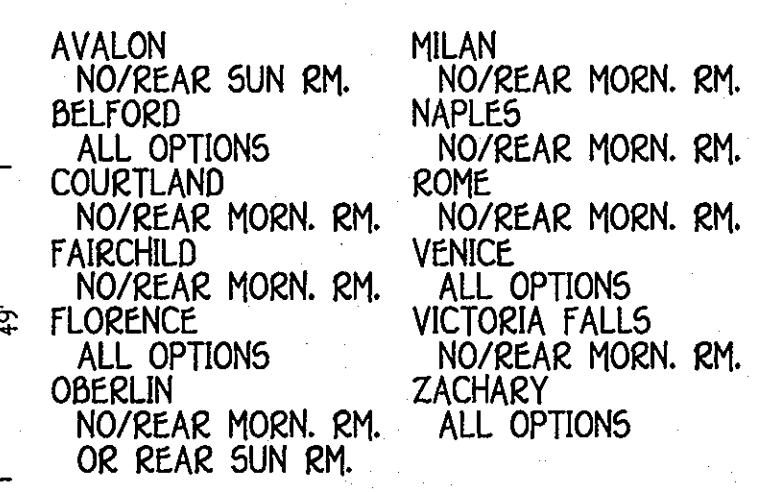 AVALON
NO/REAR SUN RM.
BELFORD
ALL OPTIONS
COURTLAND
NO/REAR MORN. RM.
FAIRCHILD
NO/REAR MORN. RM.
FLORENCE
ALL OPTIONS
OBERLIN
NO/REAR MORN. RM.
OR REAR SUN RM.
MILAN
NO/REAR MORN. RM.
NAPLES
NO/REAR MORN. RM.
ROME
NO/REAR MORN. RM.
VENICE
ALL OPTIONS
VICTORIA FALLS
NO/REAR MORN. RM.
ZACHARY
ALL OPTIONS
49'